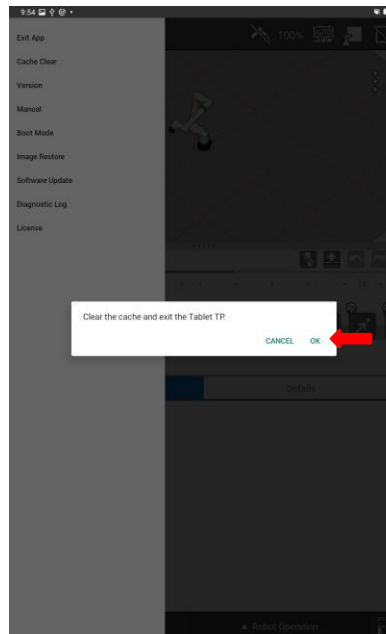 9:54
Exit App
Cache Clear
Version
Manual
Boot Mode
Image Restore
Software Update
Diagnostic Log
License
100%
AUTO
Clear the cache and exit the Tablet TP.
CANCEL OK
Details
▲ Robot Operation